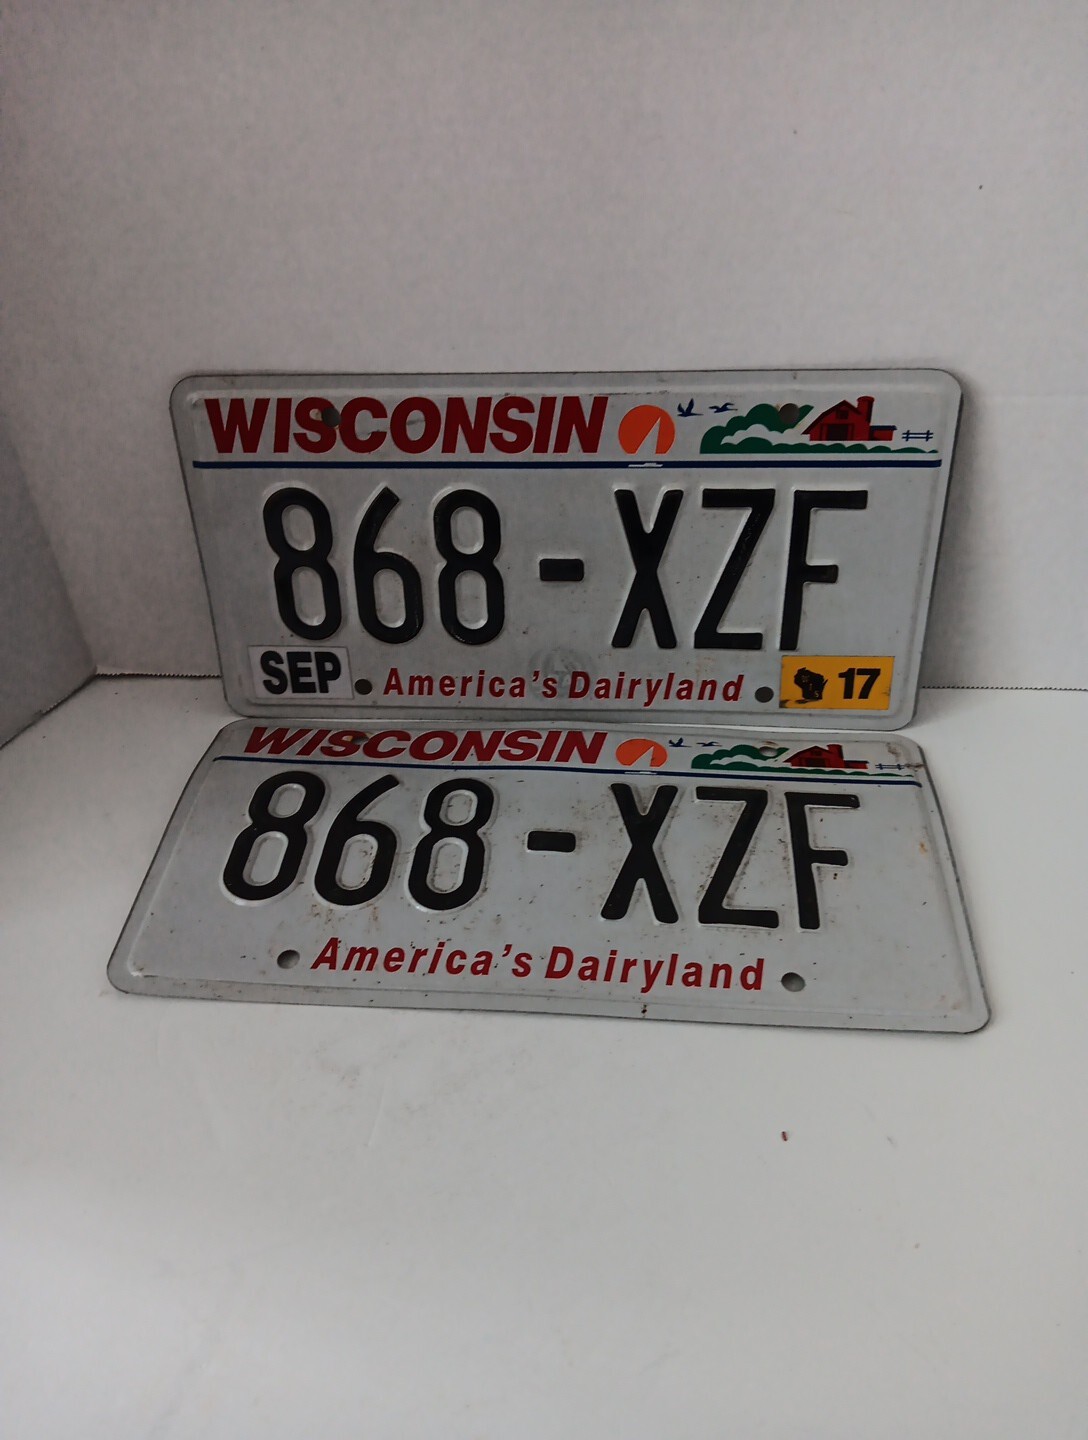 WISCONSIN
868-XZF
SEP America's Dairyland 17
WISCONSIN
868-XZF
America's Dairyland